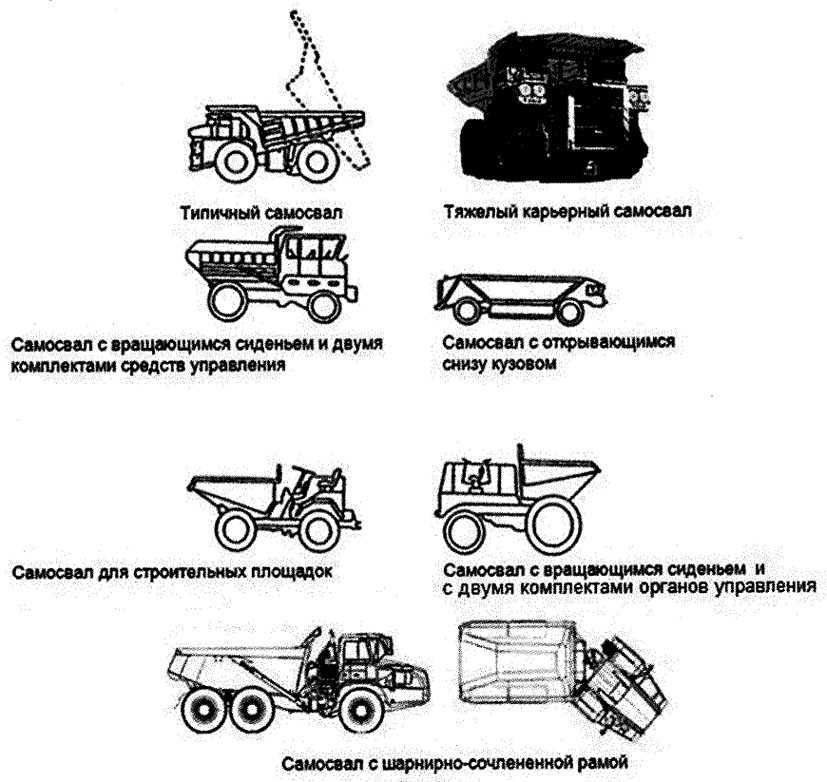 Типичный самосвал
Тяжелый карьерный самосвал
Самосвал с вращающимся сиденьем и двумя
комплектами средств управления
Самосвал с открывающимся
снизу кузовом
Самосвал для строительных площадок
Самосвал с вращающимся сиденьем и
с двумя комплектами органов управления
Самосвал с шарнирно-сочлененной рамой